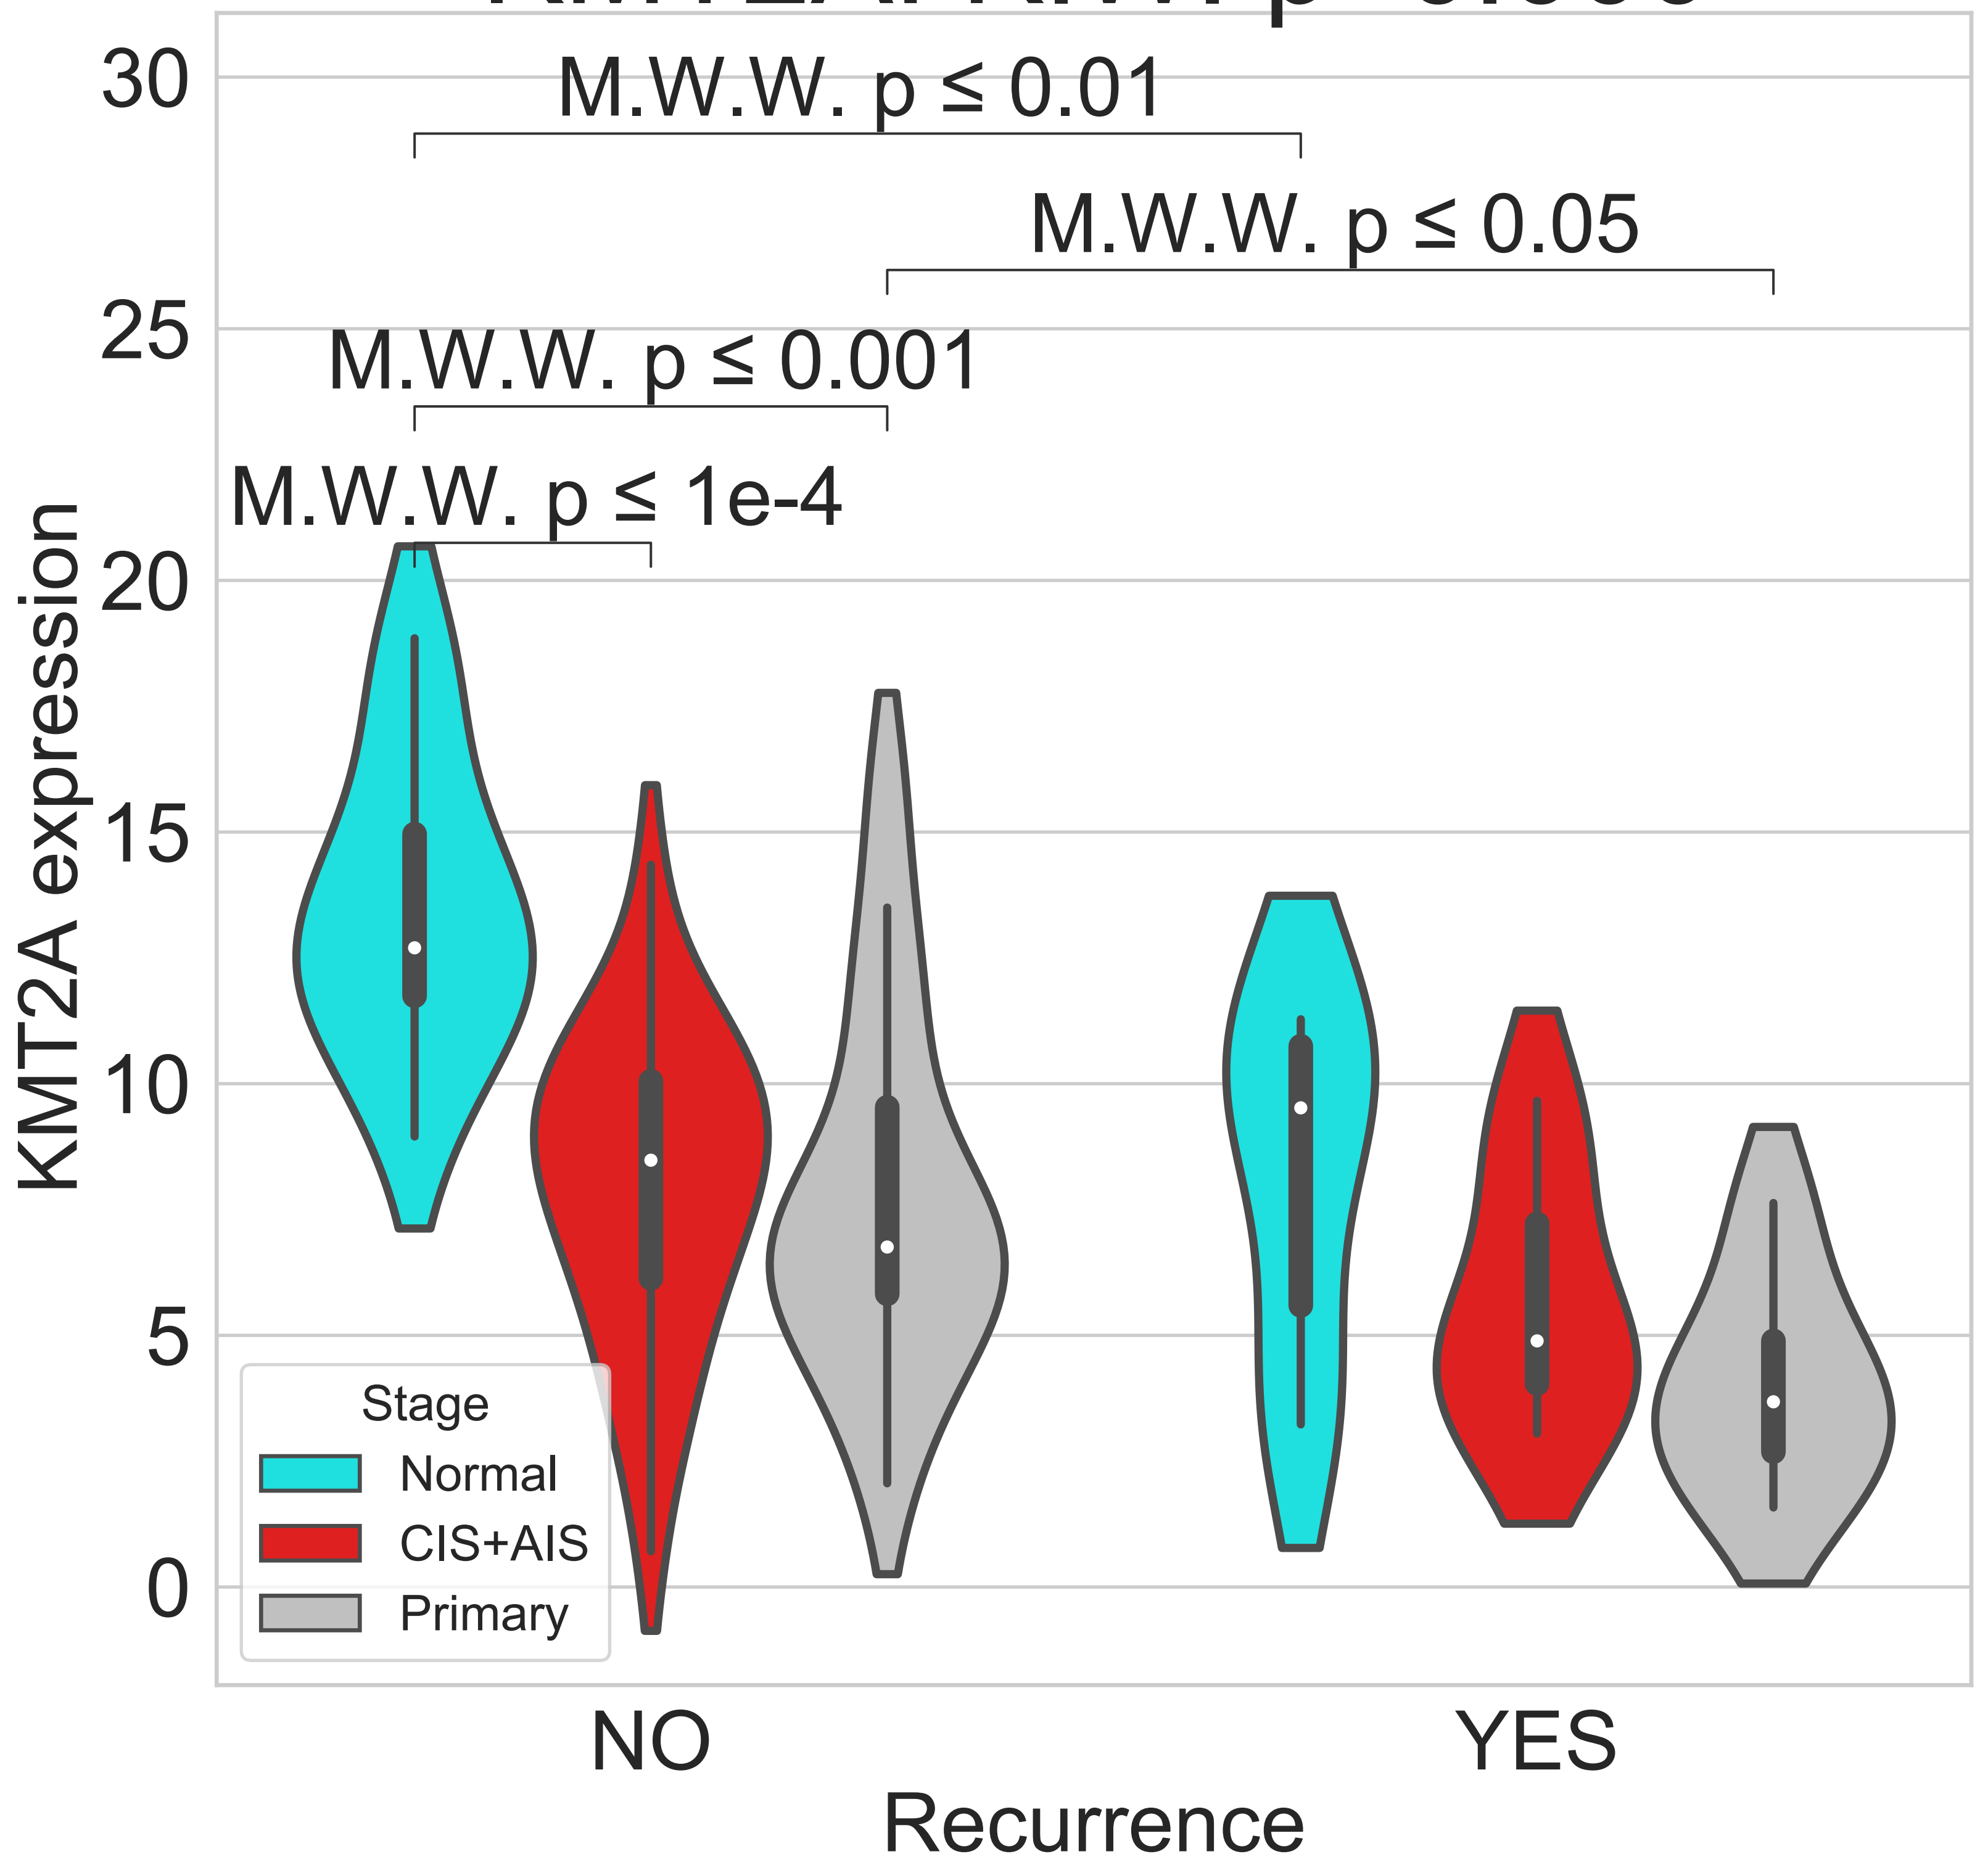 30
M.W.W. p ≤ 0.01
M.W.W. p ≤ 0.05
25
M.W.W. p ≤ 0.001
M.W.W. p ≤ 1e-4
20
15
10
5
0
KMT2A expression
Stage
Normal
CIS+AIS
Primary
NO
YES
Recurrence